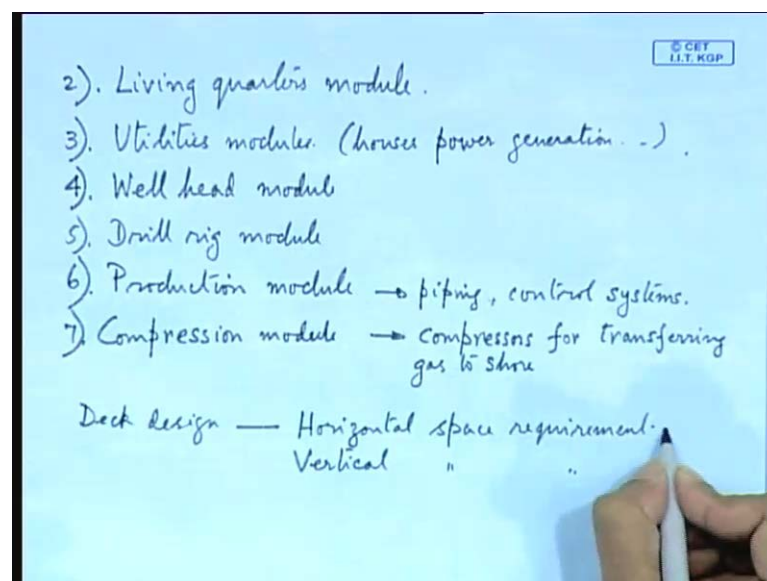 © CET
I.I.T. KGP
2). Living quarters module.
3). Utilities modules. (houses power generation. --).
4). Well head module
5). Drill rig module
6). Production module → piping, control systems.
7). Compression module → compressors for transferring
gas to shore
Deck design — Horizontal space requirement.
Vertical " "